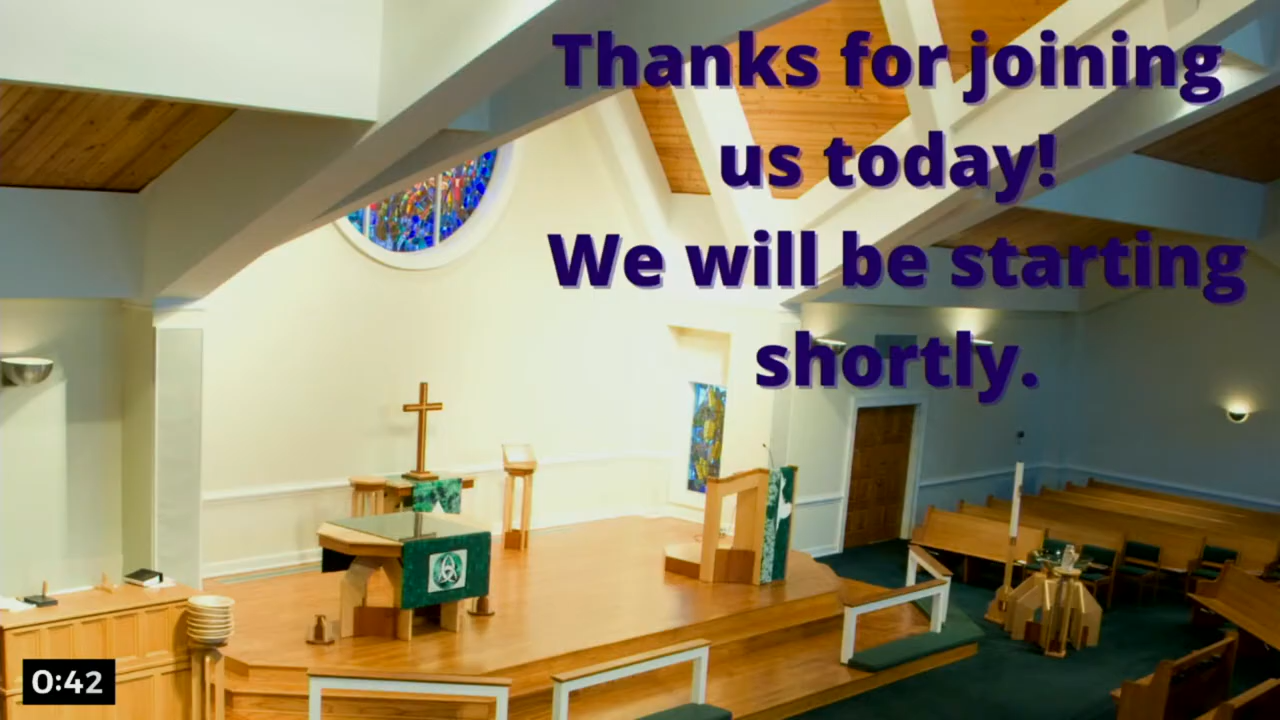 Thanks for joining
us today!
We will be starting
shortly.
0:42